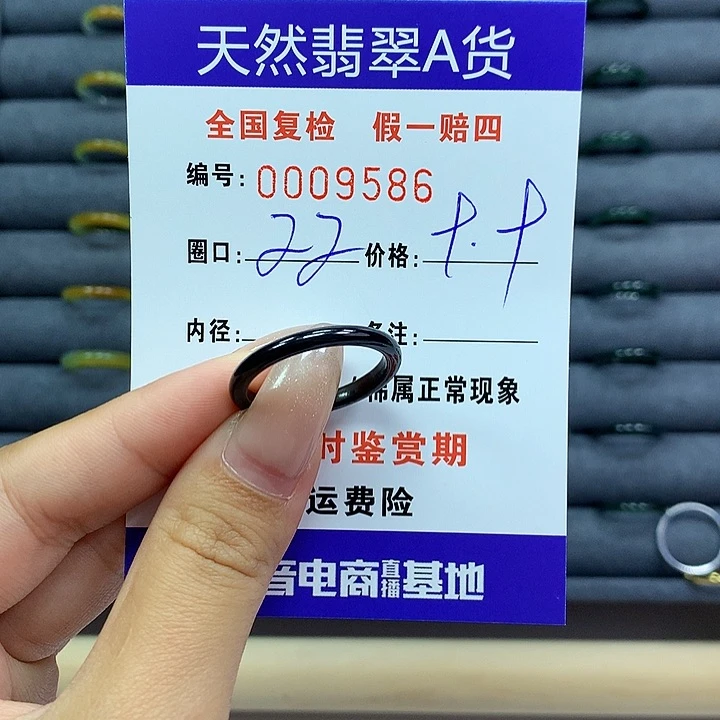 天然翡翠A货
全国复检 假一赔四
编号: 0009586
圈口: 22 价格:
内径: 备注:
棉属正常现象
时鉴赏期
运费险
音电商直播基地